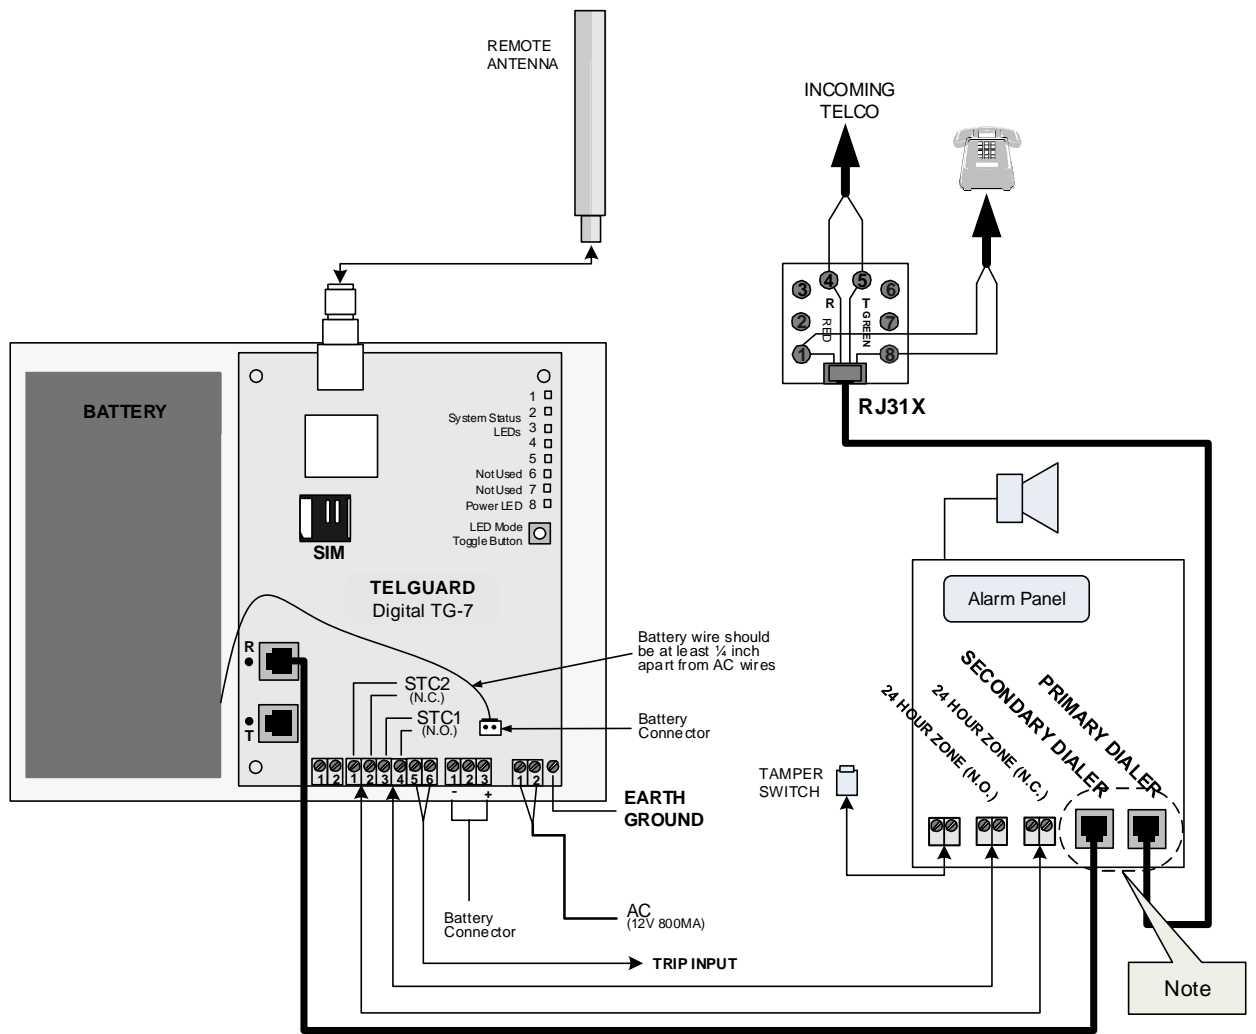 REMOTE
ANTENNA
INCOMING
TELCO
3
4
5
6
R
T
2
RED
GREEN
7
1
8
RJ31X
BATTERY
1
System Status 2
LEDs 3
4
5
Not Used 6
Not Used 7
Power LED 8
LED Mode
Toggle Button
SIM
TELGUARD
Digital TG-7
Alarm Panel
R
T
Battery wire should
be at least ¼ inch
apart from AC wires
STC2
(N.C.)
STC1
(N.O.)
Battery
Connector
24 HOUR ZONE (N.O.)
24 HOUR ZONE (N.C.)
SECONDARY DIALER
PRIMARY DIALER
1 2 1 2 3 4 5 6 1 2 3 1 2
- +
TAMPER
SWITCH
EARTH
GROUND
Battery
Connector
AC
(12V 800MA)
TRIP INPUT
Note